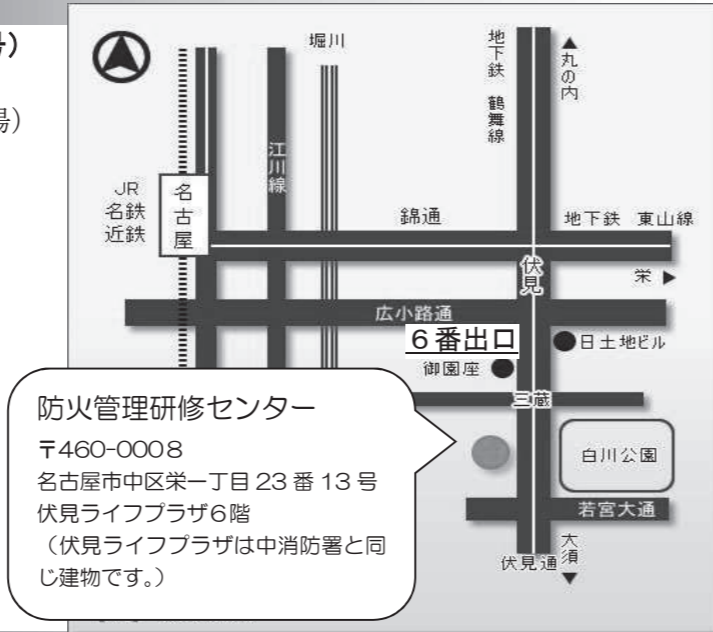 号)
場)
堀川
地下鉄 鶴舞線
▲丸の内
江川線
JR
名鉄
近鉄
名古屋
錦通
地下鉄 東山線
伏見
栄 ▶
広小路通
6番出口
日土地ビル
御園座
三蔵
防火管理研修センター
〒460-0008
名古屋市中区栄一丁目23番13号
伏見ライフプラザ6階
(伏見ライフプラザは中消防署と同
じ建物です。)
白川公園
若宮大通
伏見通
大須▼